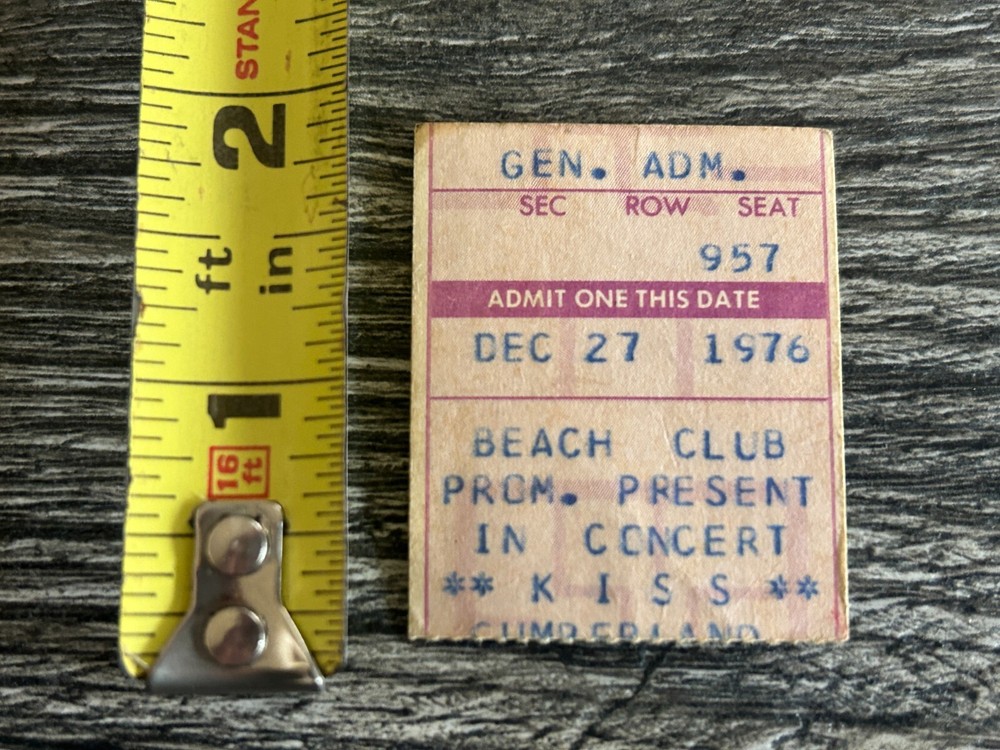 STAN
2
ft
in
1
16
ft
GEN. ADM.
SEC ROW SEAT
957
ADMIT ONE THIS DATE
DEC 27 1976
BEACH CLUB
PROM. PRESENT
IN CONCERT
** K I S S **
CUMBERLAND